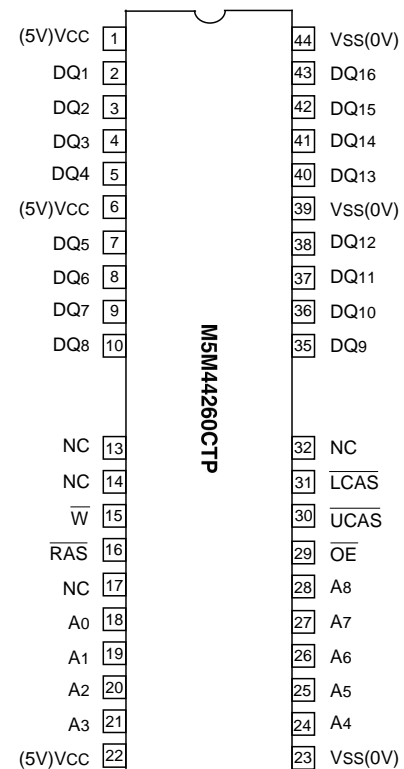 (5V)VCC 1 44 VSS(0V)
DQ1 2 43 DQ16
DQ2 3 42 DQ15
DQ3 4 41 DQ14
DQ4 5 40 DQ13
(5V)VCC 6 39 VSS(0V)
DQ5 7 38 DQ12
DQ6 8 37 DQ11
DQ7 9 36 DQ10
DQ8 10 35 DQ9
M5M44260CTP
NC 13 32 NC
NC 14 31 L̅C̅A̅S̅
W̅ 15 30 U̅C̅A̅S̅
R̅A̅S̅ 16 29 O̅E̅
NC 17 28 A8
A0 18 27 A7
A1 19 26 A6
A2 20 25 A5
A3 21 24 A4
(5V)VCC 22 23 VSS(0V)